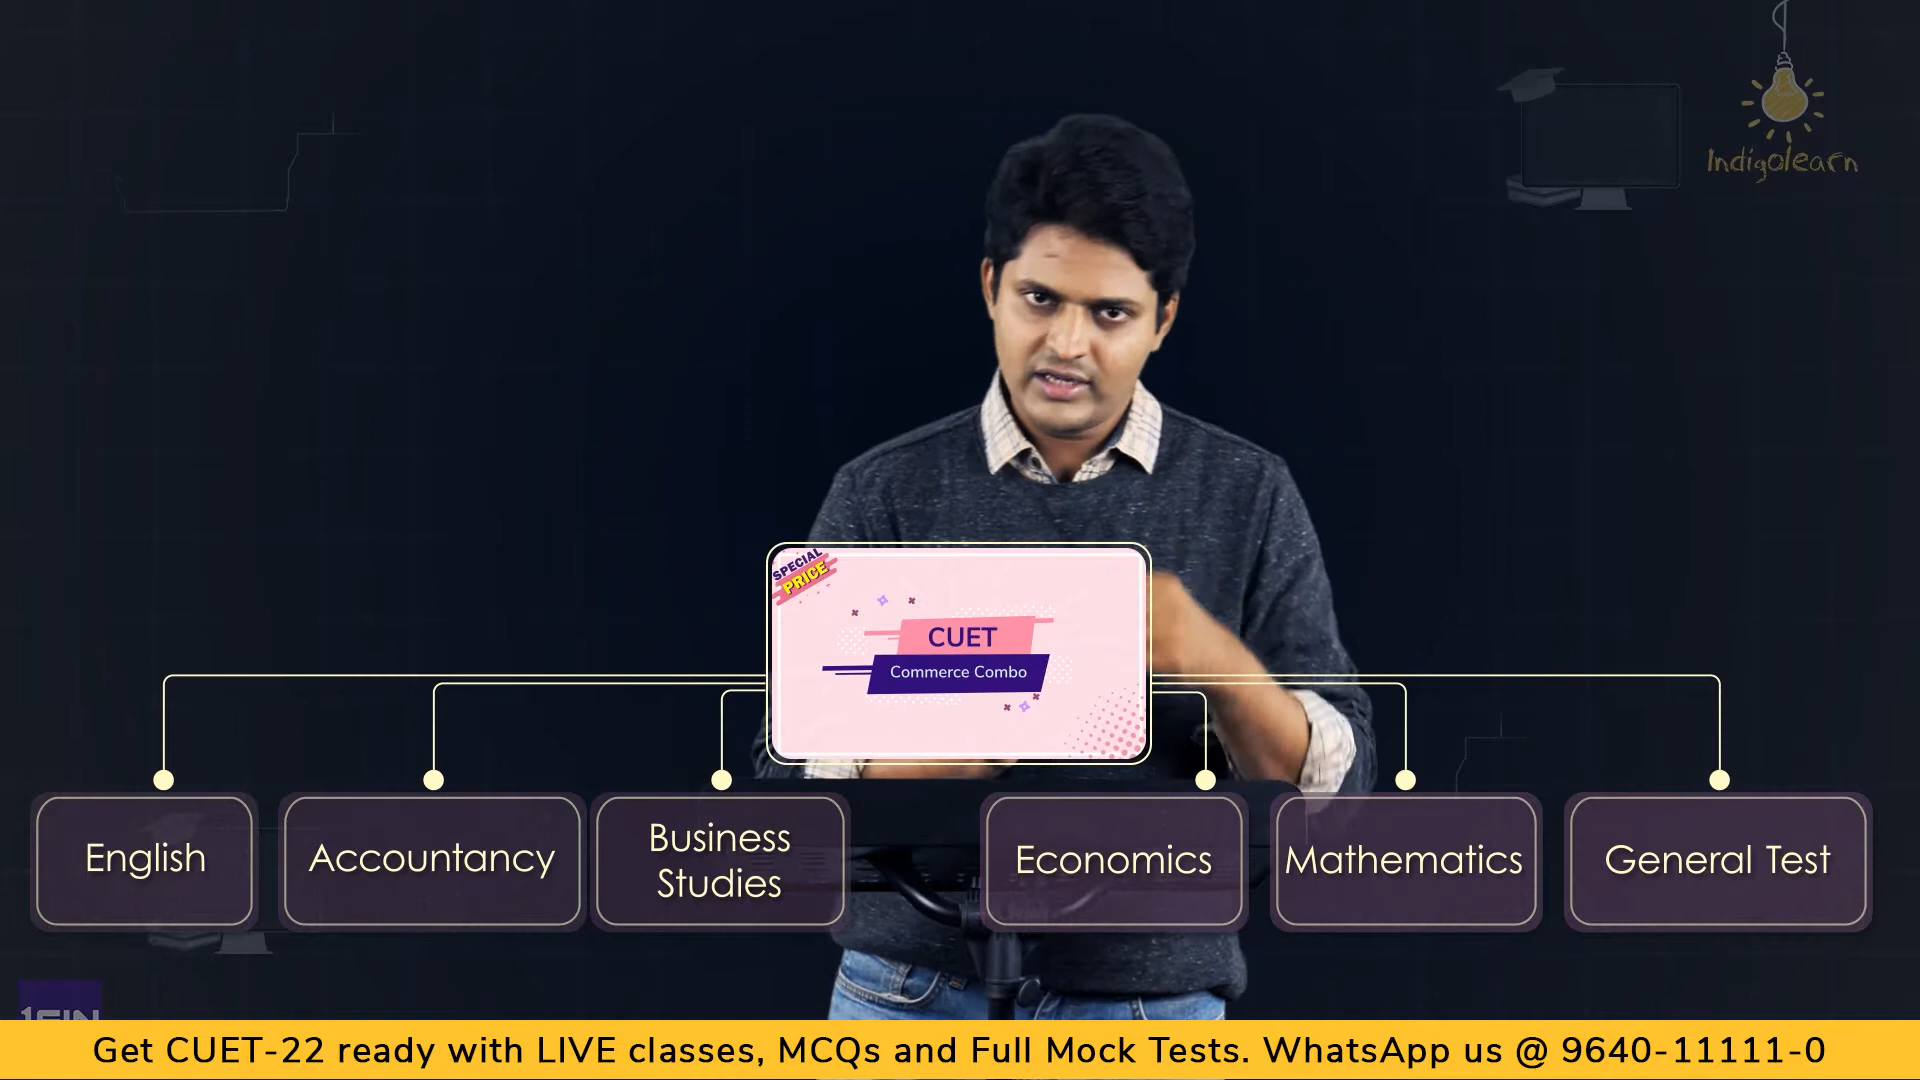 Indigolearn
SPECIAL
PRICE
CUET
Commerce Combo
English
Accountancy
Business
Studies
Economics
Mathematics
General Test
1FIN
Get CUET-22 ready with LIVE classes, MCQs and Full Mock Tests. WhatsApp us @ 9640-11111-0